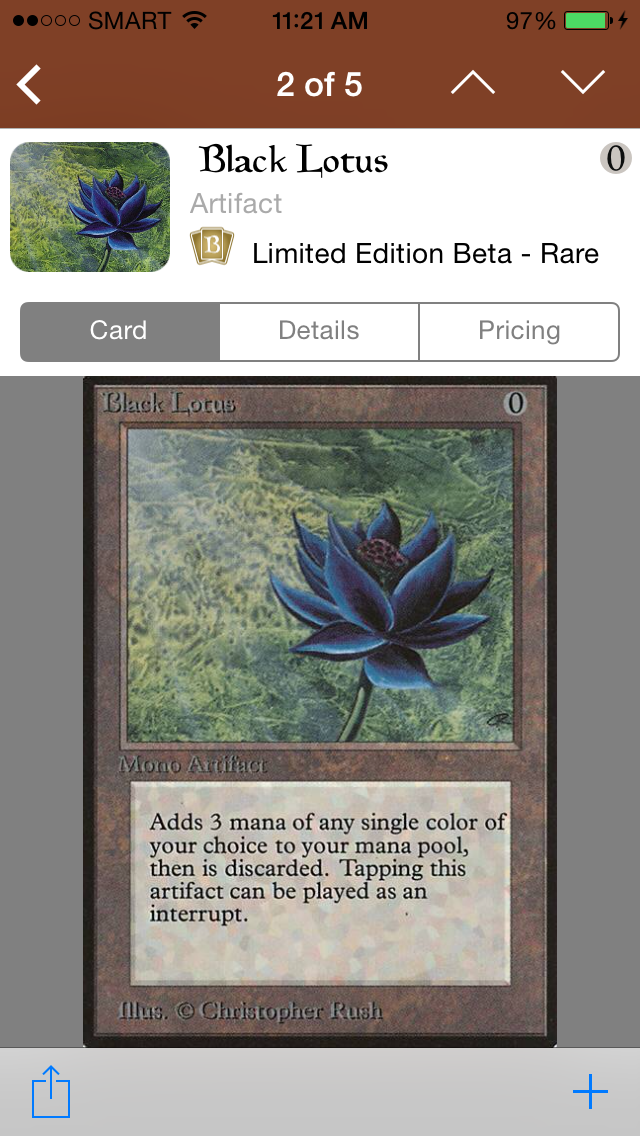 SMART 11:21 AM 97%
2 of 5
Black Lotus 0
Artifact
B Limited Edition Beta - Rare
Card Details Pricing
Black Lotus 0
Mono Artifact
Adds 3 mana of any single color of
your choice to your mana pool,
then is discarded. Tapping this
artifact can be played as an
interrupt.
Illus. © Christopher Rush